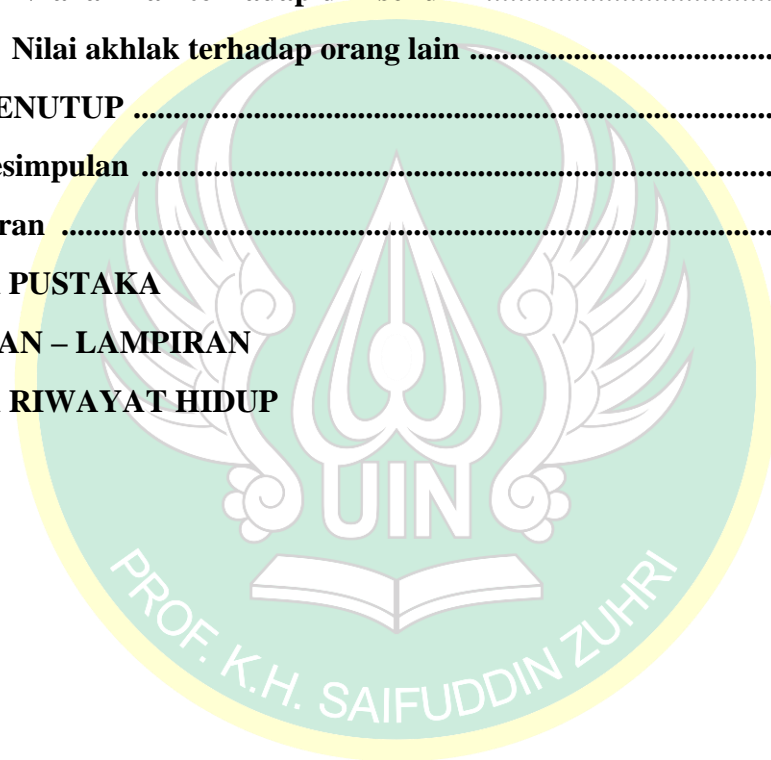 Nilai akhlak terhadap orang lain ..........................................
ENUTUP ..........................................................................................
esimpulan .........................................................................................
ran .....................................................................................................
PUSTAKA
AN – LAMPIRAN
RIWAYAT HIDUP
UIN
PROF. K.H. SAIFUDDIN ZUHRI